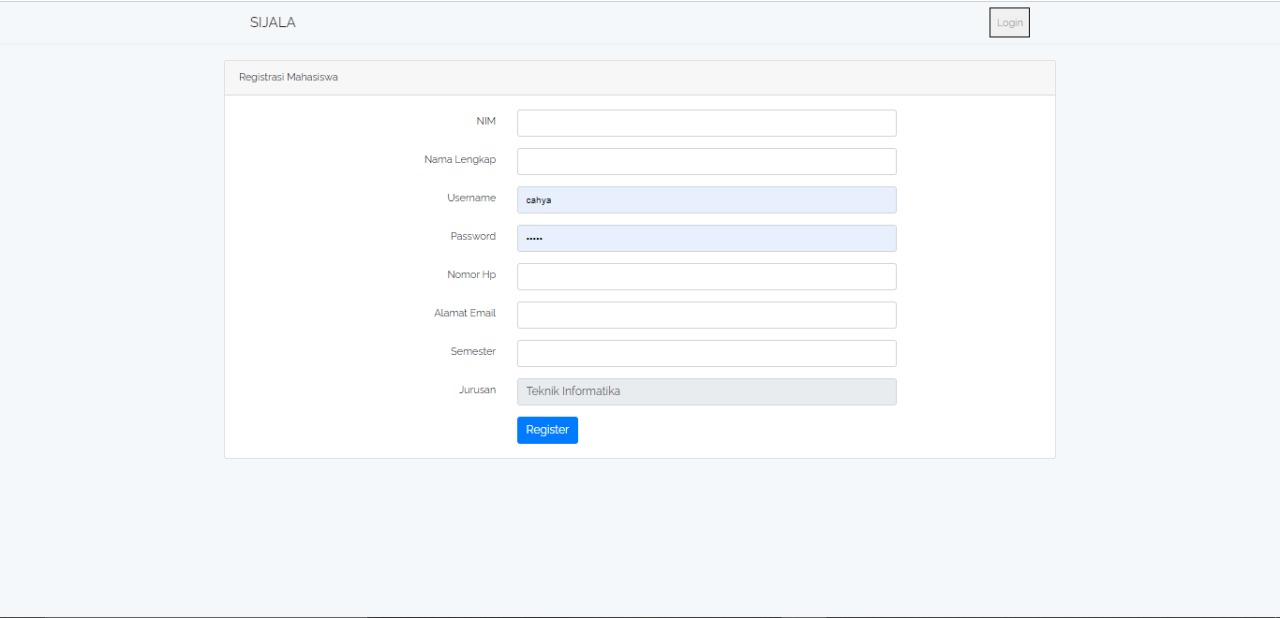 SIJALA
Login
Registrasi Mahasiswa
NIM
Nama Lengkap
Username
cahya
Password
•••••
Nomor Hp
Alamat Email
Semester
Jurusan
Teknik Informatika
Register